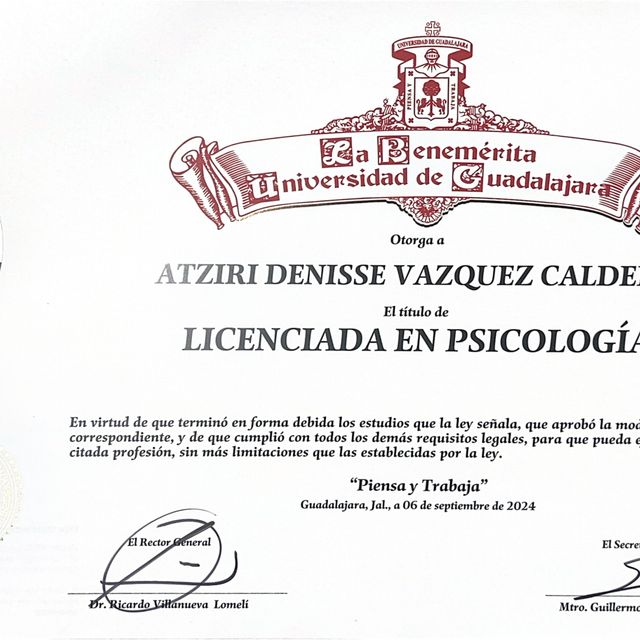 UNIVERSIDAD DE GUADALAJARA
PIENSA Y
TRABAJA
La Benemérita
Universidad de Guadalajara
Otorga a
ATZIRI DENISSE VAZQUEZ CALDE
El título de
LICENCIADA EN PSICOLOGÍA
En virtud de que terminó en forma debida los estudios que la ley señala, que aprobó la mod
correspondiente, y de que cumplió con todos los demás requisitos legales, para que pueda e
citada profesión, sin más limitaciones que las establecidas por la ley.
“Piensa y Trabaja”
Guadalajara, Jal., a 06 de septiembre de 2024
El Rector General
El Secre
Dr. Ricardo Villanueva Lomelí
Mtro. Guillermo